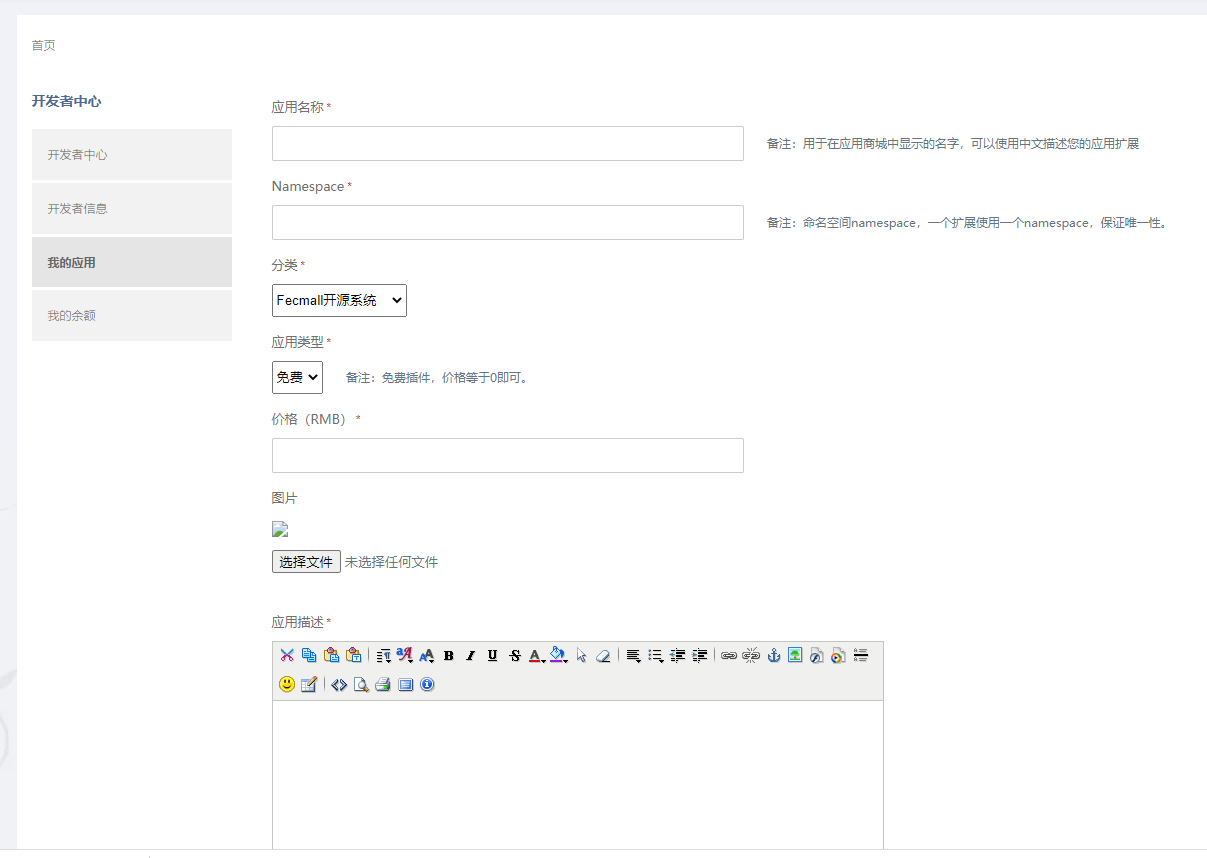 首页
开发者中心
开发者中心
开发者信息
我的应用
我的余额
应用名称 *
备注：用于在应用商城中显示的名字，可以使用中文描述您的应用扩展
Namespace *
备注：命名空间namespace，一个扩展使用一个namespace，保证唯一性。
分类 *
Fecmall开源系统
应用类型 *
免费
备注：免费插件，价格等于0即可。
价格（RMB） *
图片
选择文件 未选择任何文件
应用描述 *